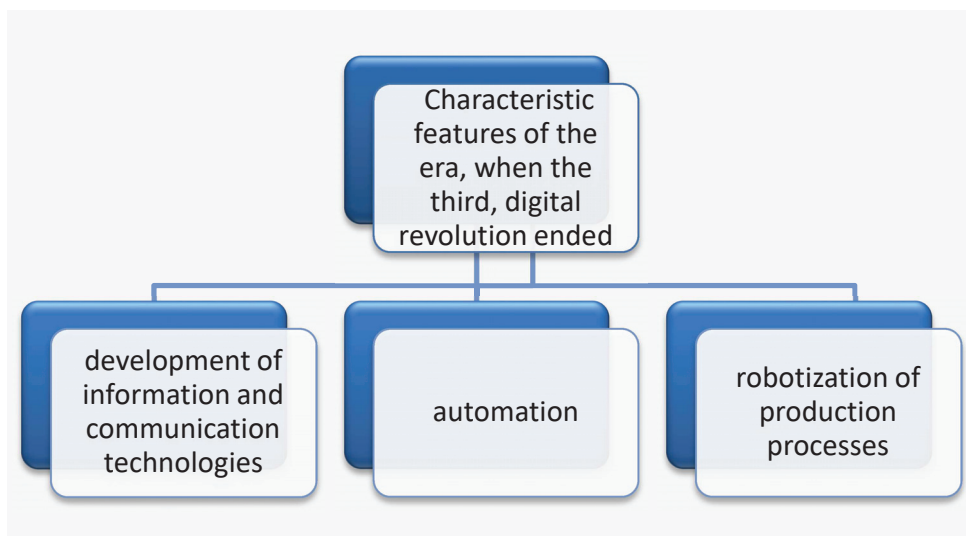 Characteristic
features of the
era, when the
third, digital
revolution ended
development of
information and
communication
technologies
automation
robotization of
production
processes